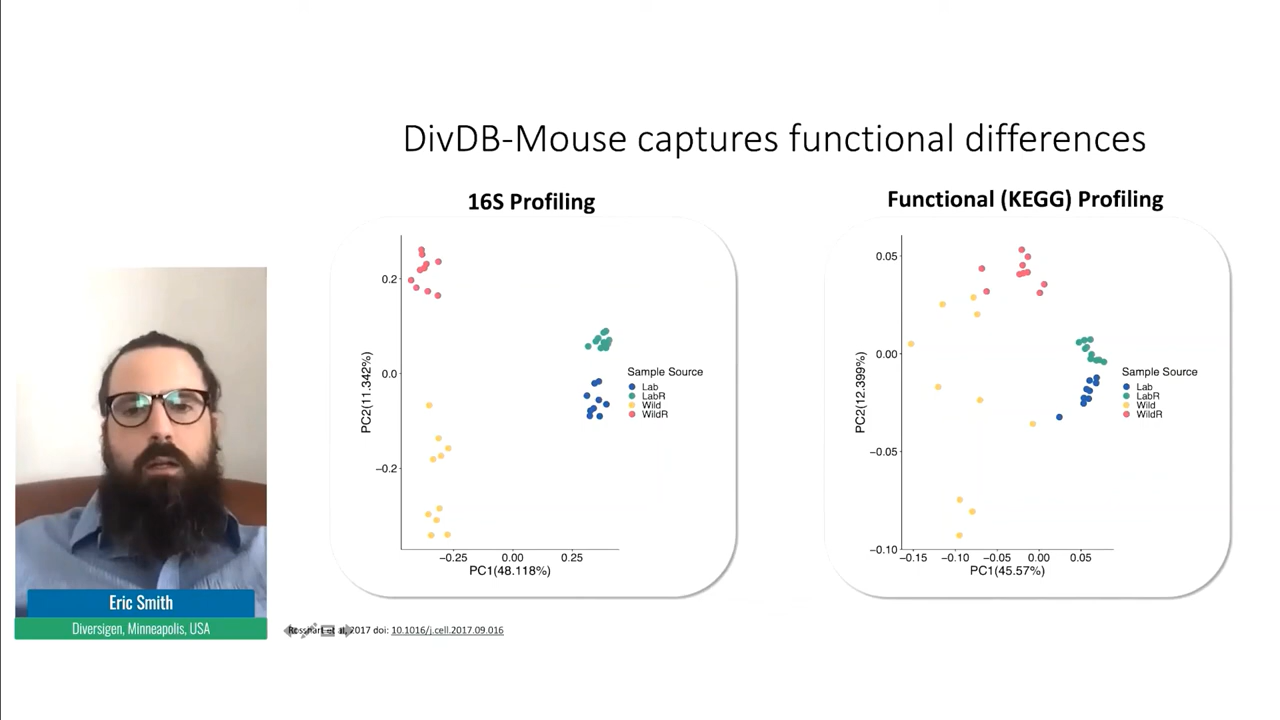 DivDB-Mouse captures functional differences
16S Profiling
0.2
0.0
−0.2
PC2(11.342%)
−0.25
0.00
0.25
PC1(48.118%)
Sample Source
Lab
LabR
Wild
WildR
Functional (KEGG) Profiling
0.05
0.00
−0.05
−0.10
PC2(12.399%)
−0.15
−0.10
−0.05
0.00
0.05
PC1(45.57%)
Sample Source
Lab
LabR
Wild
WildR
Eric Smith
Diversigen, Minneapolis, USA
2017 doi: 10.1016/j.cell.2017.09.016